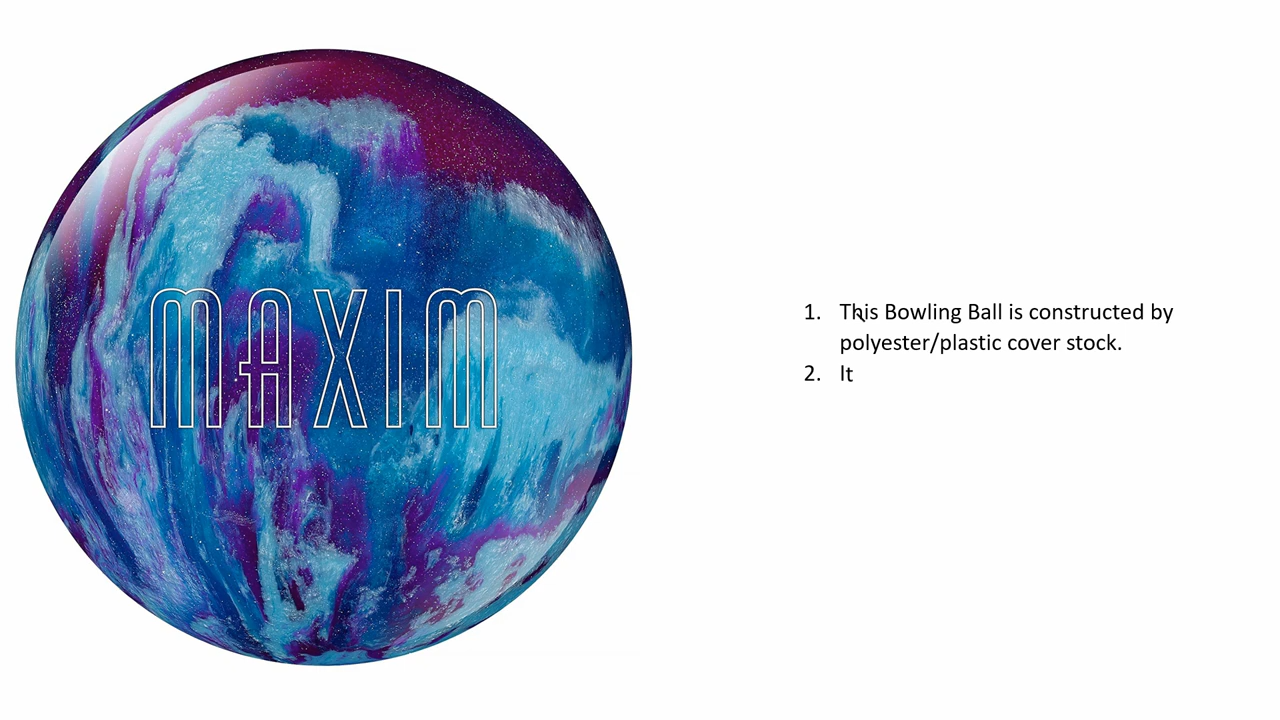 MAXIM
1. This Bowling Ball is constructed by
polyester/plastic cover stock.
2. It